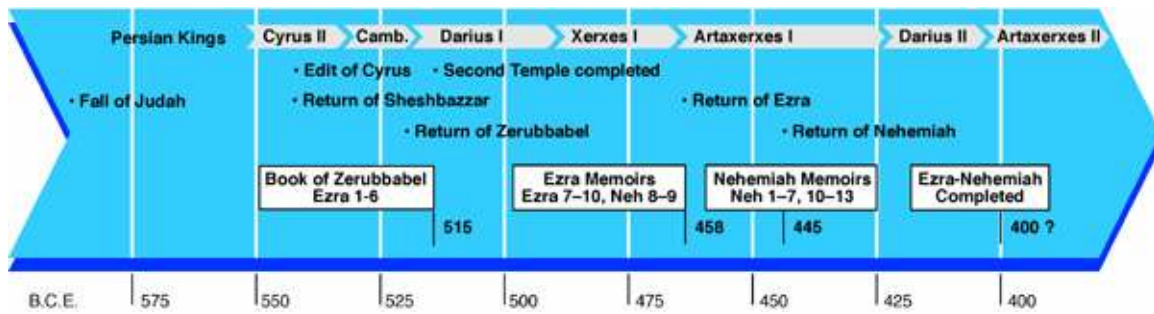 Persian Kings Cyrus II Camb. Darius I Xerxes I Artaxerxes I Darius II Artaxerxes II
• Edit of Cyrus • Second Temple completed
• Fall of Judah • Return of Sheshbazzar • Return of Ezra
• Return of Zerubbabel • Return of Nehemiah
Book of Zerubbabel
Ezra 1-6
Ezra Memoirs
Ezra 7–10, Neh 8–9
Nehemiah Memoirs
Neh 1–7, 10–13
Ezra-Nehemiah
Completed
515 458 445 400 ?
B.C.E. 575 550 525 500 475 450 425 400